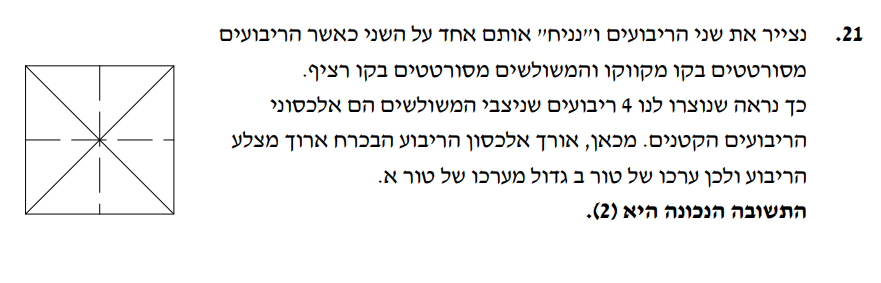 21. נצייר את שני הריבועים ו״נניח״ אותם אחד על השני כאשר הריבועים
מסורטטים בקו מקווקו והמשולשים מסורטטים בקו רציף.
כך נראה שנוצרו לנו 4 ריבועים שניצבי המשולשים הם אלכסוני
הריבועים הקטנים. מכאן, אורך אלכסון הריבוע הבכרח ארוך מצלע
הריבוע ולכן ערכו של טור ב גדול מערכו של טור א.
התשובה הנכונה היא (2).